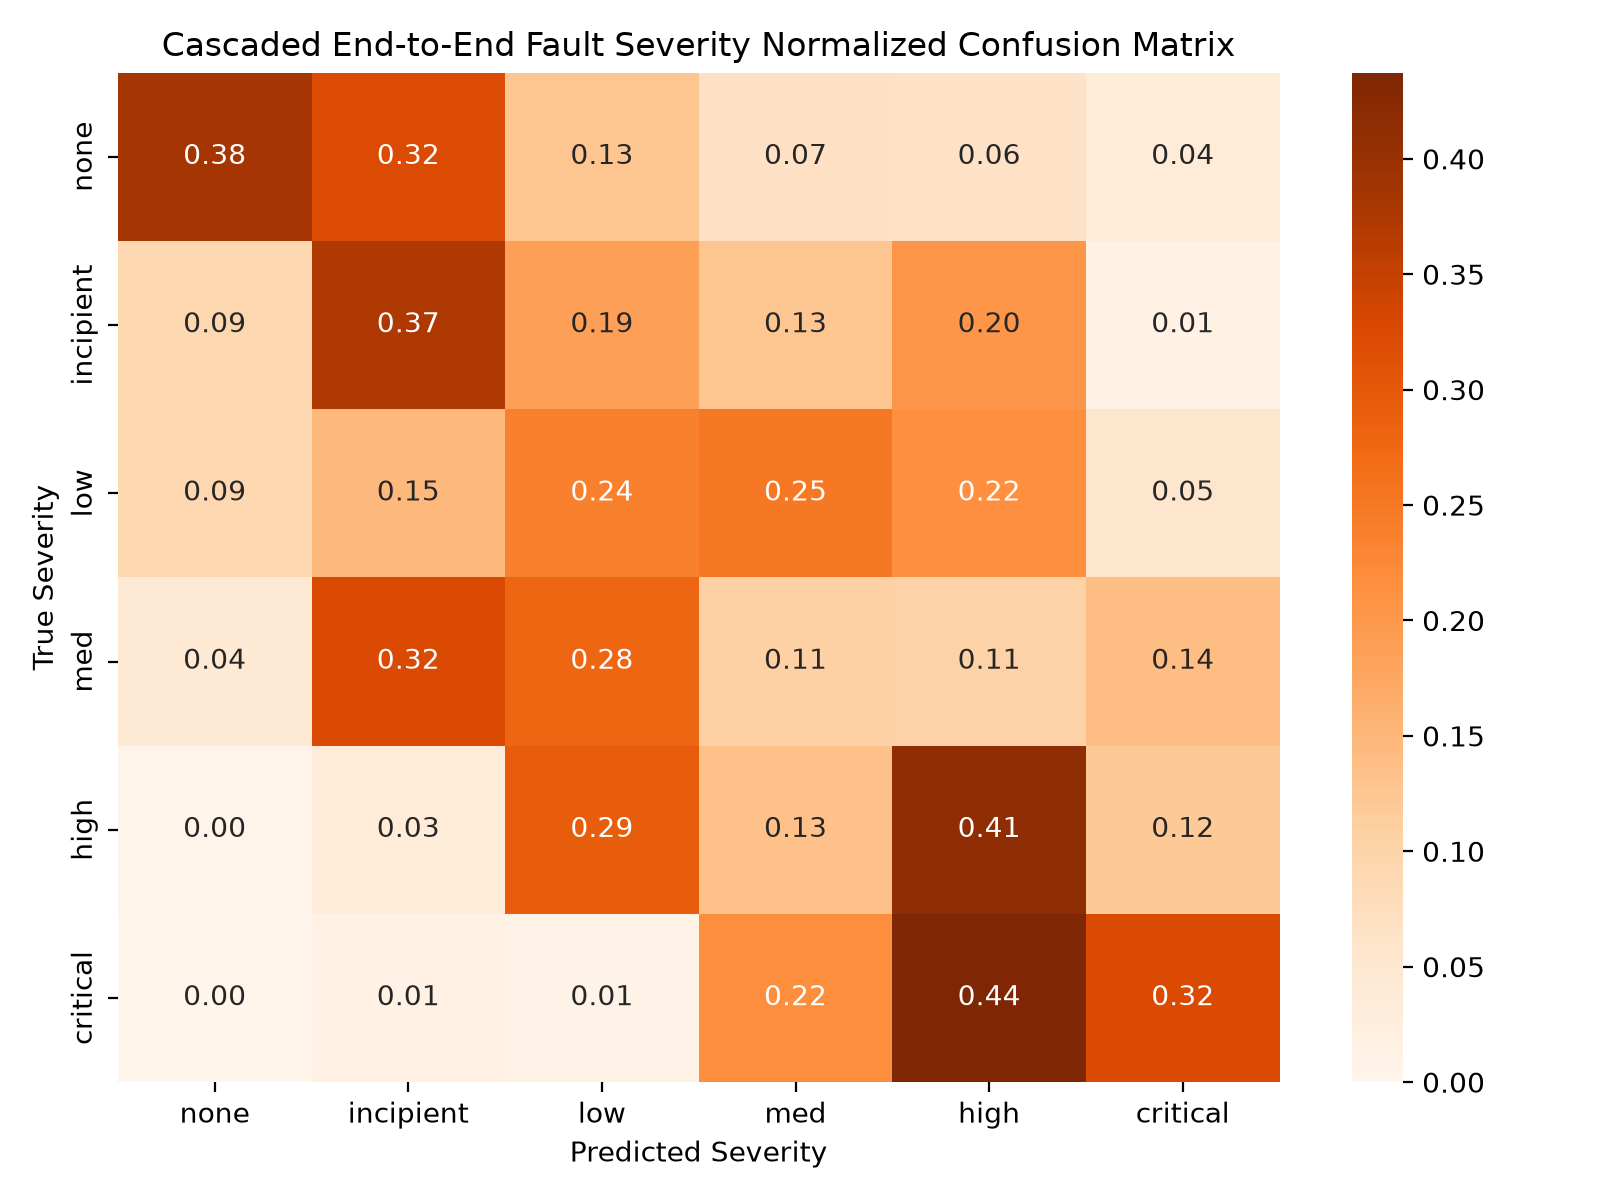 Cascaded End-to-End Fault Severity Normalized Confusion Matrix
True Severity
none 0.38 0.32 0.13 0.07 0.06 0.04
incipient 0.09 0.37 0.19 0.13 0.20 0.01
low 0.09 0.15 0.24 0.25 0.22 0.05
med 0.04 0.32 0.28 0.11 0.11 0.14
high 0.00 0.03 0.29 0.13 0.41 0.12
critical 0.00 0.01 0.01 0.22 0.44 0.32
none incipient low med high critical
Predicted Severity
0.40
0.35
0.30
0.25
0.20
0.15
0.10
0.05
0.00